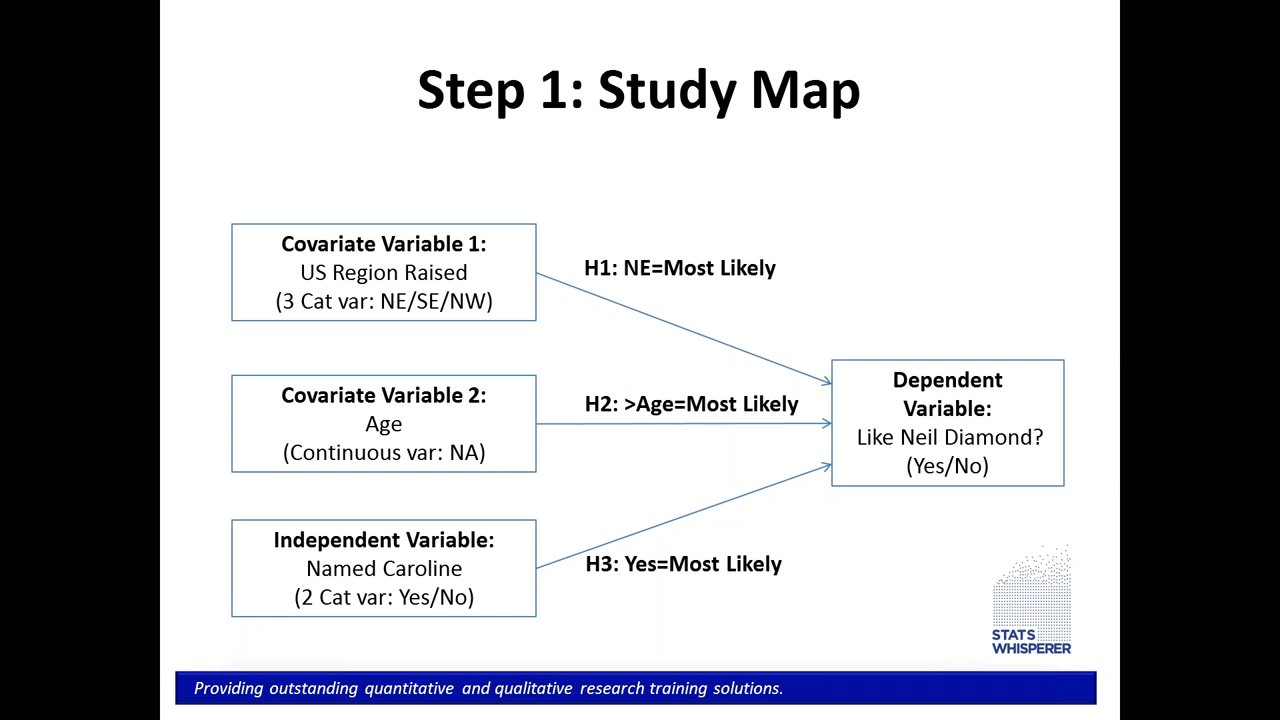 Step 1: Study Map
Covariate Variable 1:
US Region Raised
(3 Cat var: NE/SE/NW)
H1: NE=Most Likely
Covariate Variable 2:
Age
(Continuous var: NA)
H2: >Age=Most Likely
Dependent
Variable:
Like Neil Diamond?
(Yes/No)
Independent Variable:
Named Caroline
(2 Cat var: Yes/No)
H3: Yes=Most Likely
STATS
WHISPERER
Providing outstanding quantitative and qualitative research training solutions.